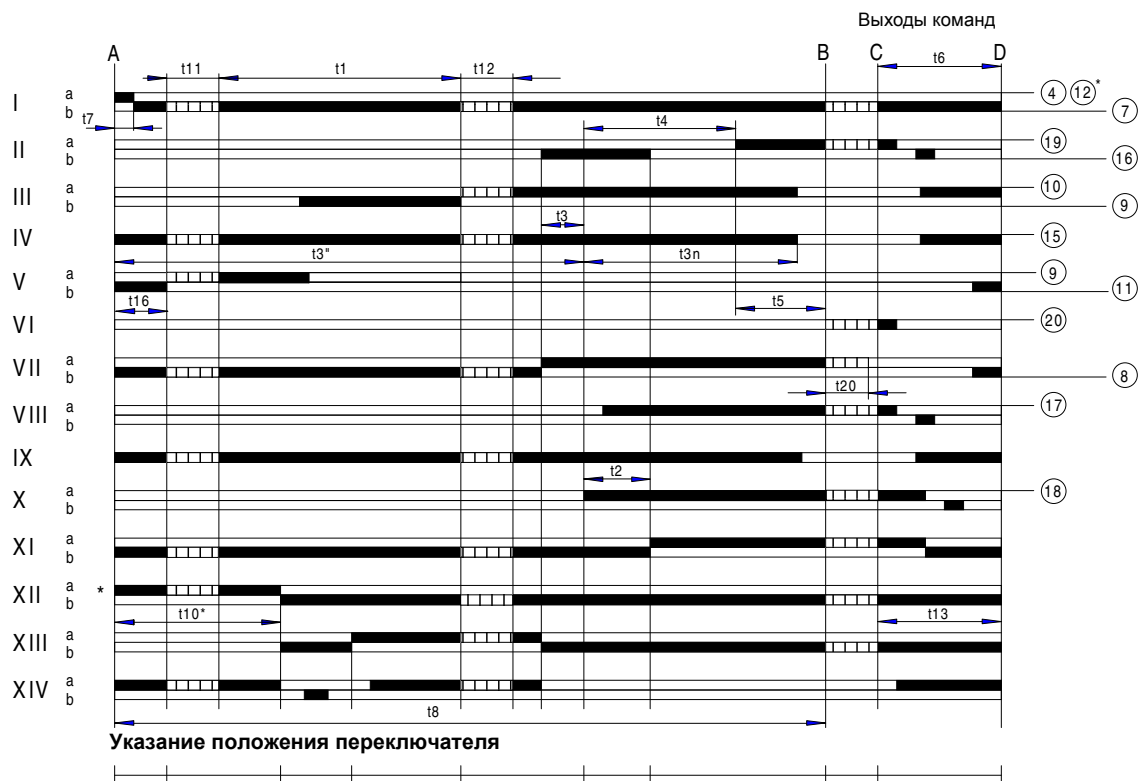 Выходы команд
A B C D
t11 t1 t12 t6
I a b 4 12* 7
t7 t4
II a b 19 16
III a b 10 9
t3
IV 15
t3" t3n
V a b 9 11
t16 t5
VI 20
VII a b 8
t20
VIII a b 17
IX
t2
X a b 18
XI a b
* XII a b
t10* t13
XIII a b
XIV a b
t8
Указание положения переключателя